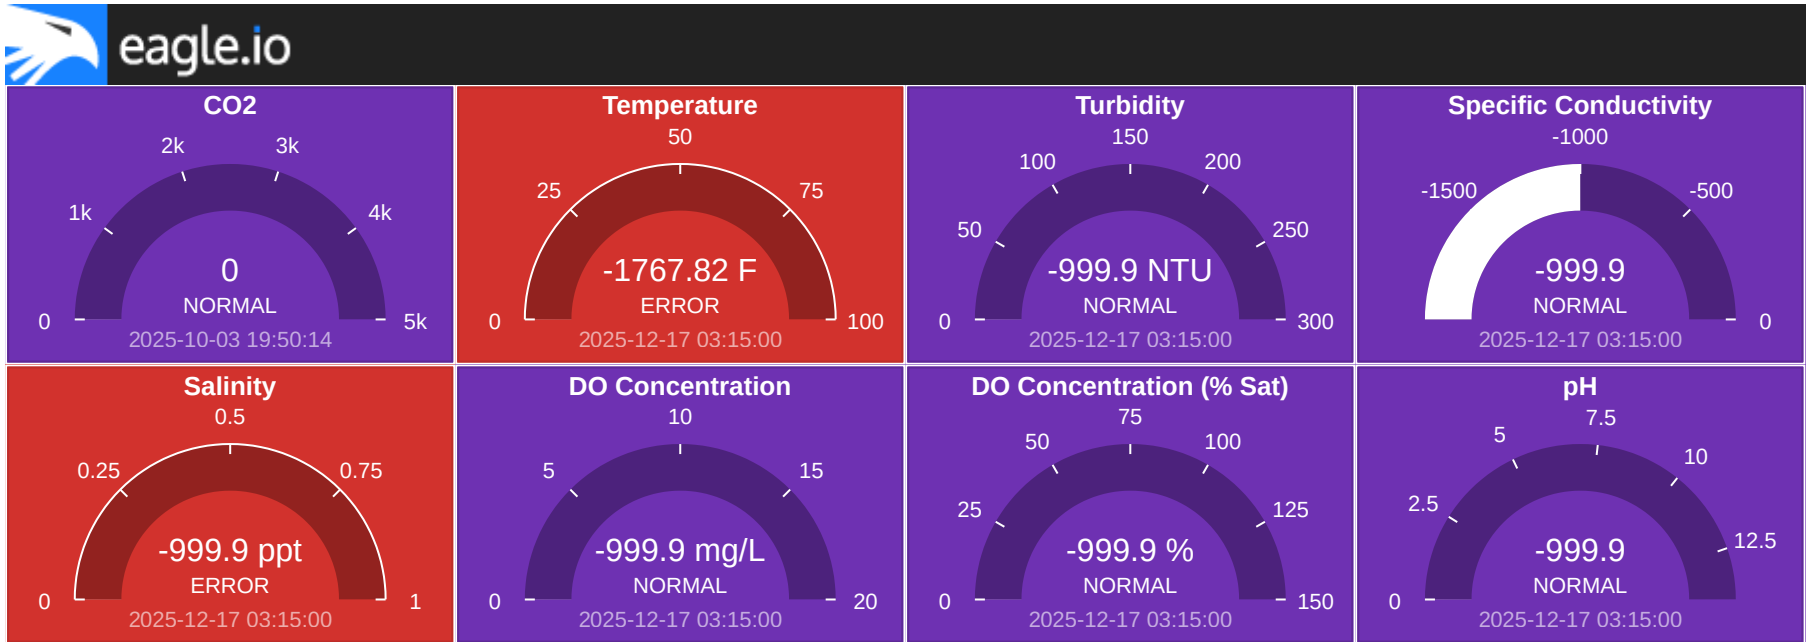 eagle.io
CO2
2k
3k
1k
4k
0
NORMAL
0
5k
2025-10-03 19:50:14
Temperature
50
25
75
-1767.82 F
ERROR
0
100
2025-12-17 03:15:00
Turbidity
150
100
200
50
250
-999.9 NTU
NORMAL
0
300
2025-12-17 03:15:00
Specific Conductivity
-1000
-1500
-500
-999.9
NORMAL
0
2025-12-17 03:15:00
Salinity
0.5
0.25
0.75
-999.9 ppt
ERROR
0
1
2025-12-17 03:15:00
DO Concentration
10
5
15
-999.9 mg/L
NORMAL
0
20
2025-12-17 03:15:00
DO Concentration (% Sat)
75
50
100
25
125
-999.9 %
NORMAL
0
150
2025-12-17 03:15:00
pH
7.5
5
10
2.5
12.5
-999.9
NORMAL
0
2025-12-17 03:15:00